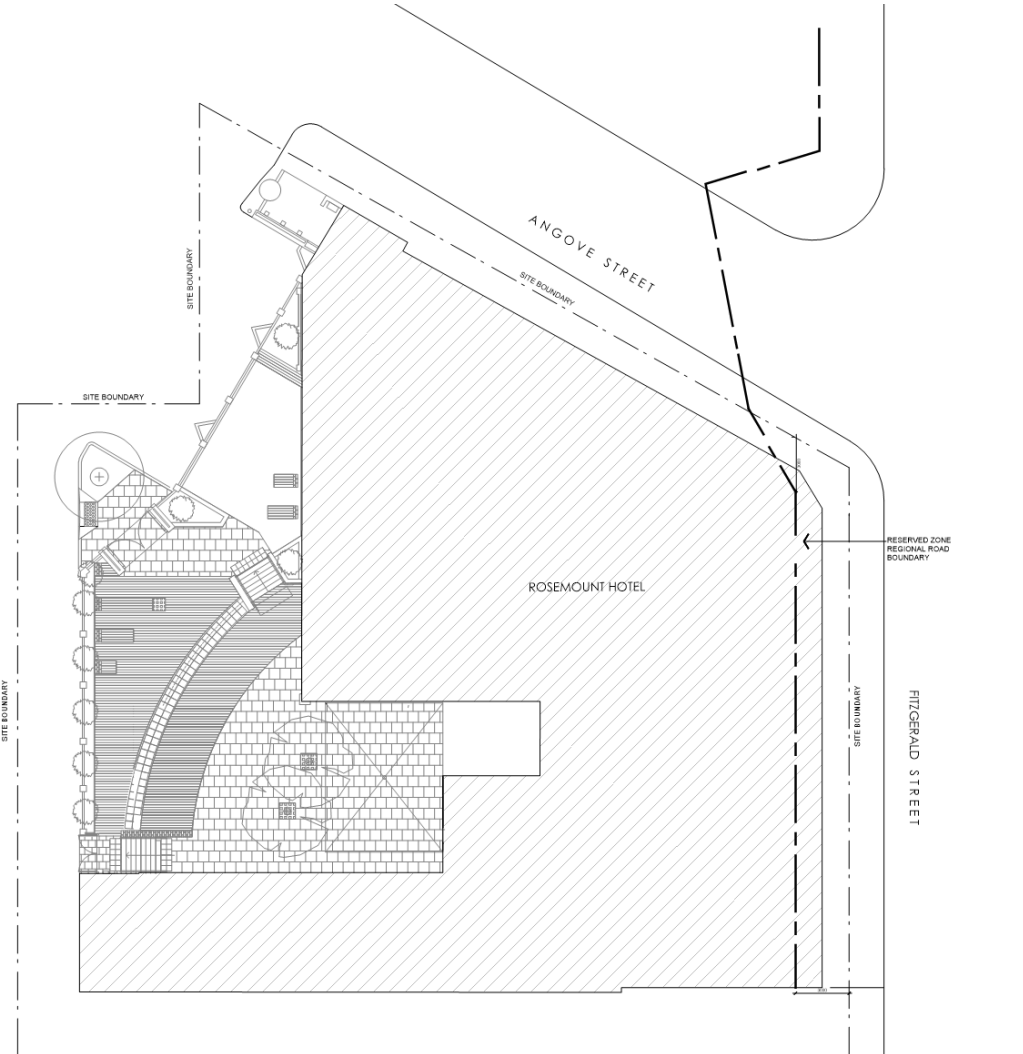 ANGOVE STREET
SITE BOUNDARY
SITE BOUNDARY
SITE BOUNDARY
RESERVED ZONE
REGIONAL ROAD
BOUNDARY
ROSEMOUNT HOTEL
SITE BOUNDARY
SITE BOUNDARY
FITZGERALD STREET